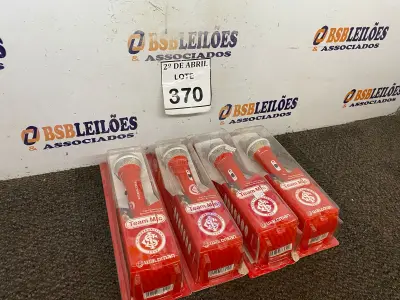 BSBLEILÕES
& ASSOCIADOS
BSBLEILÕES
& ASSOCIADOS
2º DE ABRIL
LOTE
370
BSBLEILÕES
& ASSOCIADOS
BSBLEILÕES
& ASSOCIADOS
BSBLEILÕES
& ASSOCIADOS
Team Mic
Team Mic
Team Mic
Team Mic